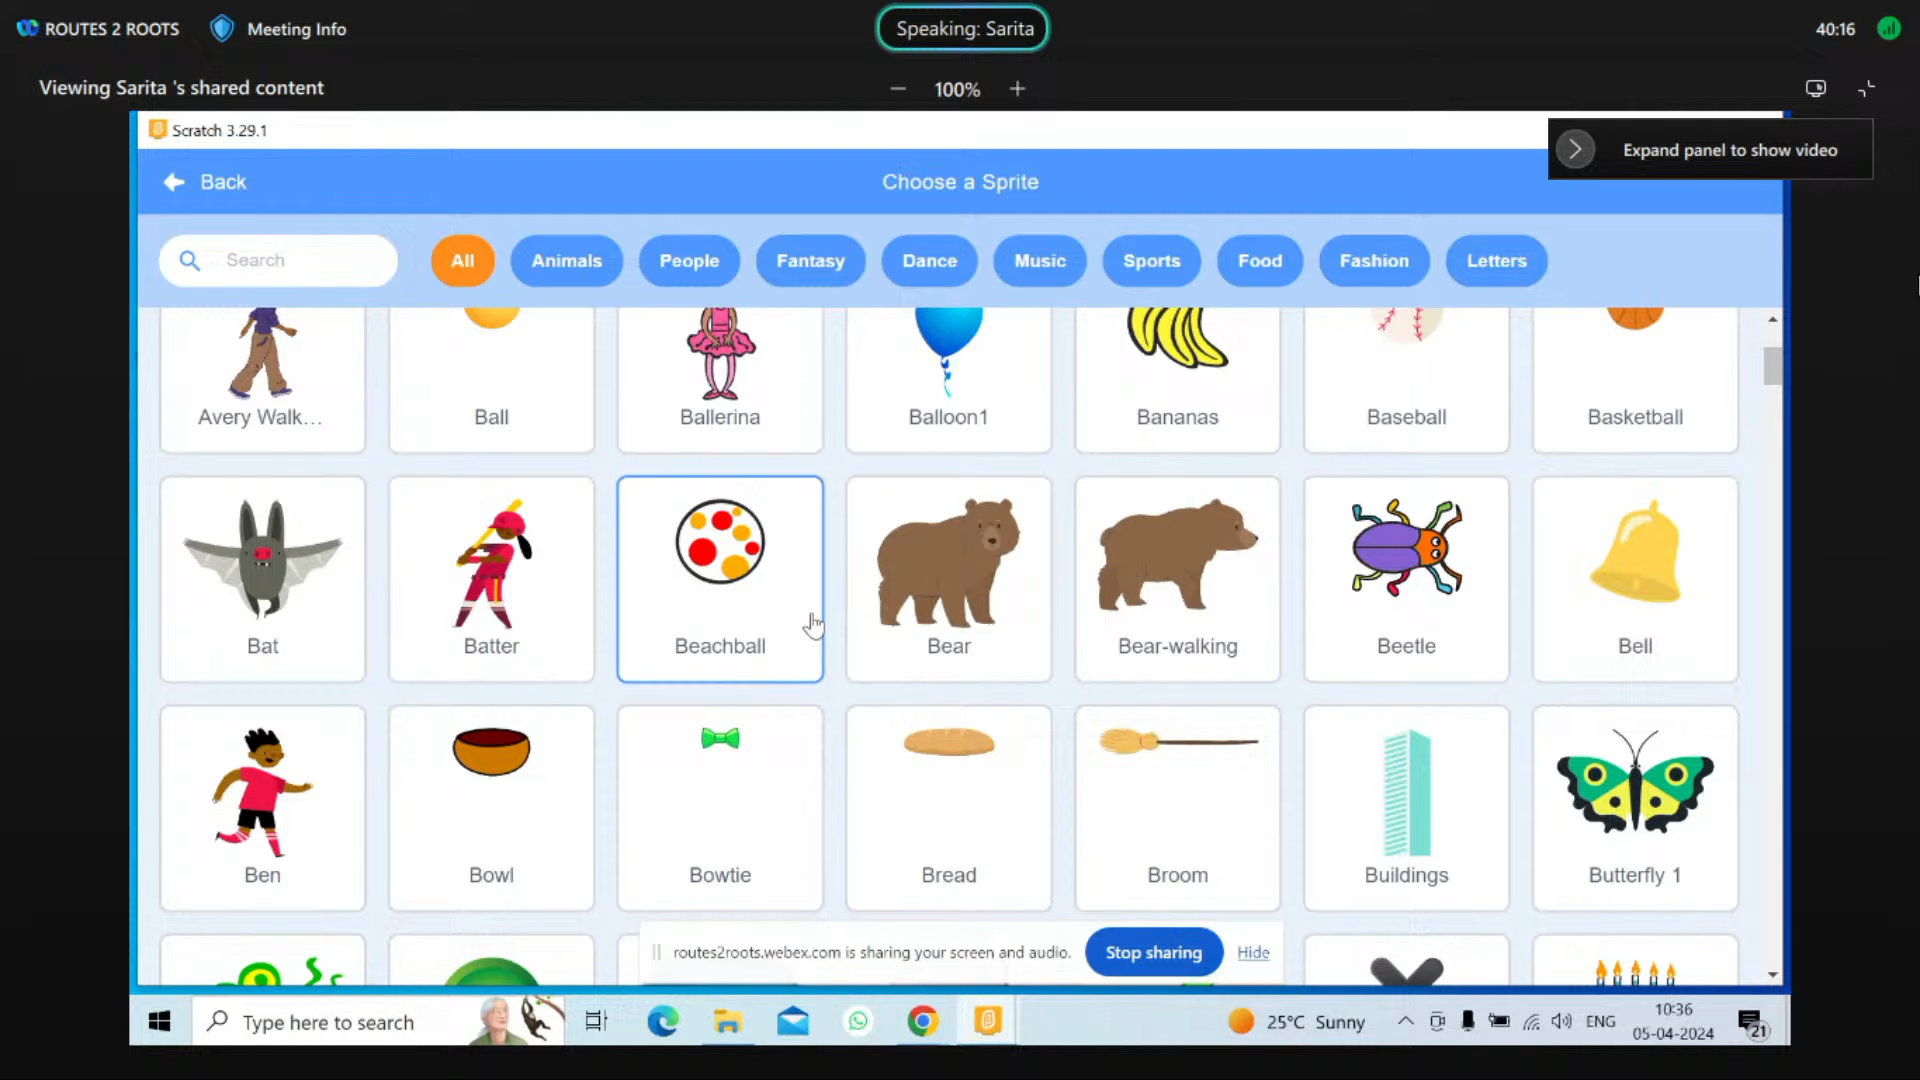 ROUTES 2 ROOTS
Meeting Info
Speaking: Sarita
40:16
Viewing Sarita 's shared content
100%
Scratch 3.29.1
Expand panel to show video
Back
Choose a Sprite
Search
All
Animals
People
Fantasy
Dance
Music
Sports
Food
Fashion
Letters
Avery Walk...
Ball
Ballerina
Balloon1
Bananas
Baseball
Basketball
Bat
Batter
Beachball
Bear
Bear-walking
Beetle
Bell
Ben
Bowl
Bowtie
Bread
Broom
Buildings
Butterfly 1
routes2roots.webex.com is sharing your screen and audio.
Stop sharing
Hide
Type here to search
25°C Sunny
ENG
10:36
05-04-2024
21